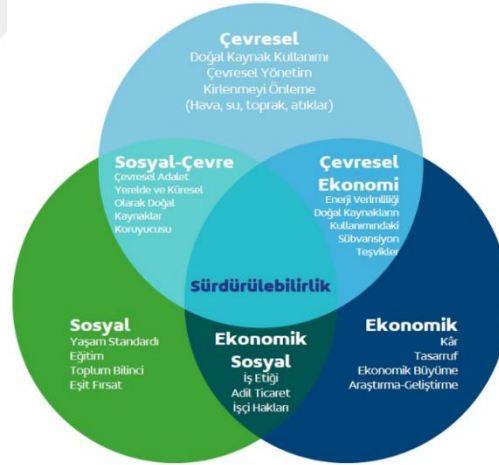 Çevresel
Doğal Kaynak Kullanımı
Çevresel Yönetim
Kirlenmeyi Önleme
(Hava, su, toprak, atıklar)
Sosyal-Çevre
Çevresel Adalet
Yerelde ve Küresel
Olarak Doğal
Kaynaklar
Koruyucusu
Çevresel
Ekonomi
Enerji Verimliliği
Doğal Kaynakların
Kullanımındaki
Sübvansiyon
Teşvikler
Sürdürülebilirlik
Sosyal
Yaşam Standardı
Eğitim
Toplum Bilinci
Eşit Fırsat
Ekonomik
Sosyal
İş Etiği
Adil Ticaret
İşçi Hakları
Ekonomik
Kâr
Tasarruf
Ekonomik Büyüme
Araştırma-Geliştirme